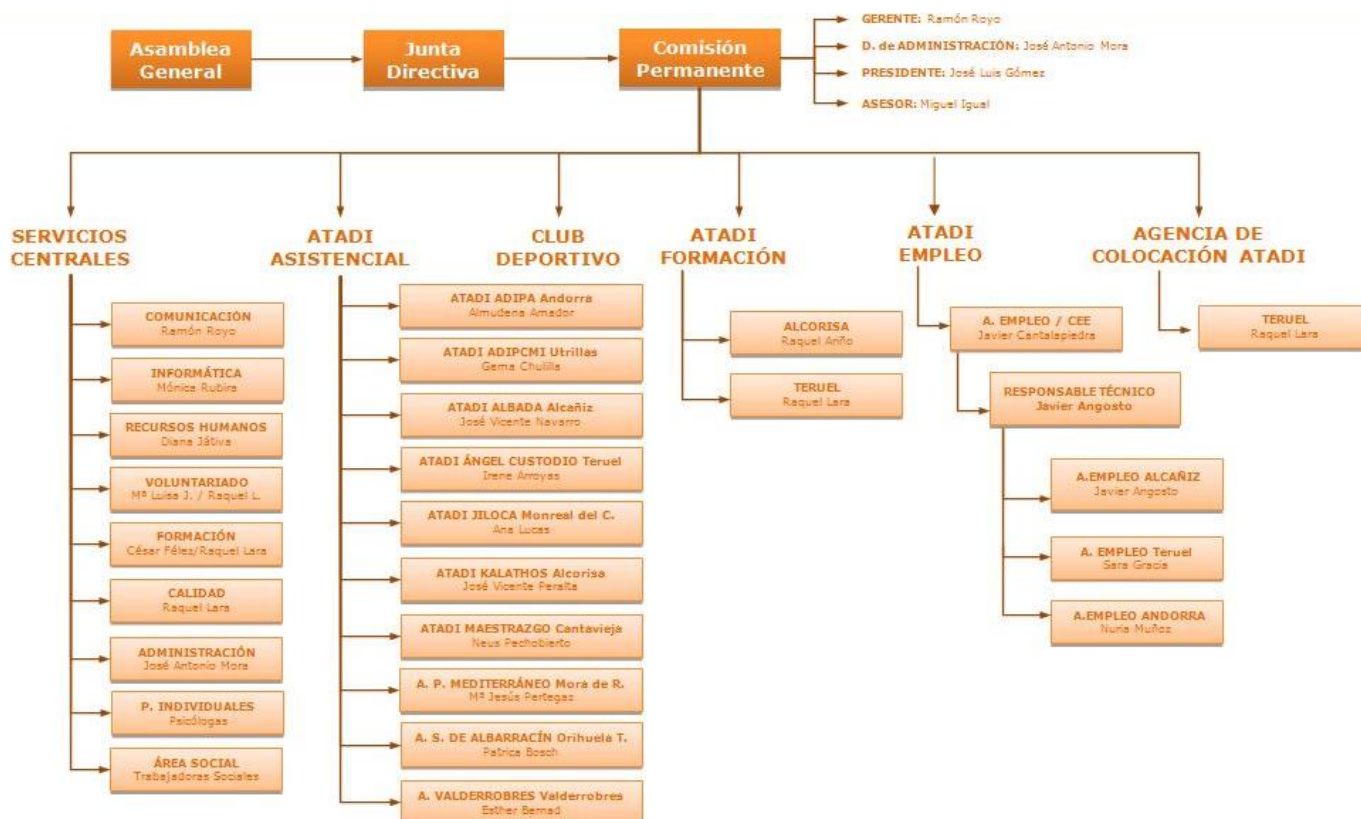 Asamblea
General
Junta
Directiva
Comisión
Permanente
GERENTE: Ramón Royo
D. de ADMINISTRACIÓN: José Antonio Mora
PRESIDENTE: José Luis Gómez
ASESOR: Miguel Igual
SERVICIOS
CENTRALES
COMUNICACIÓN
Ramón Royo
INFORMÁTICA
Mónica Rubira
RECURSOS HUMANOS
Diana Játiva
VOLUNTARIADO
Mª Luisa J. / Raquel L.
FORMACIÓN
César Félez/Raquel Lara
CALIDAD
Raquel Lara
ADMINISTRACIÓN
José Antonio Mora
P. INDIVIDUALES
Psicólogas
ÁREA SOCIAL
Trabajadoras Sociales
ATADI
ASISTENCIAL
CLUB
DEPORTIVO
ATADI ADIPA Andorra
Almudena Amador
ATADI ADIPCMI Utrillas
Gema Chulilla
ATADI ALBADA Alcañiz
José Vicente Navarro
ATADI ÁNGEL CUSTODIO Teruel
Irene Arroyas
ATADI JILOCA Monreal del C.
Ana Lucas
ATADI KALATHOS Alcorisa
José Vicente Peralta
ATADI MAESTRAZGO Cantavieja
Neus Pechobierto
A. P. MEDITERRÁNEO Mora de R.
Mª Jesús Pertegaz
A. S. DE ALBARRACÍN Orihuela T.
Patrica Bosch
A. VALDERROBRES Valderrobres
Esther Bernad
ATADI
FORMACIÓN
ALCORISA
Raquel Ariño
TERUEL
Raquel Lara
ATADI
EMPLEO
A. EMPLEO / CEE
Javier Cantalapiedra
RESPONSABLE TÉCNICO
Javier Angosto
A.EMPLEO ALCAÑIZ
Javier Angosto
A. EMPLEO Teruel
Sara Gracia
A.EMPLEO ANDORRA
Nuria Muñoz
AGENCIA DE
COLOCACIÓN ATADI
TERUEL
Raquel Lara